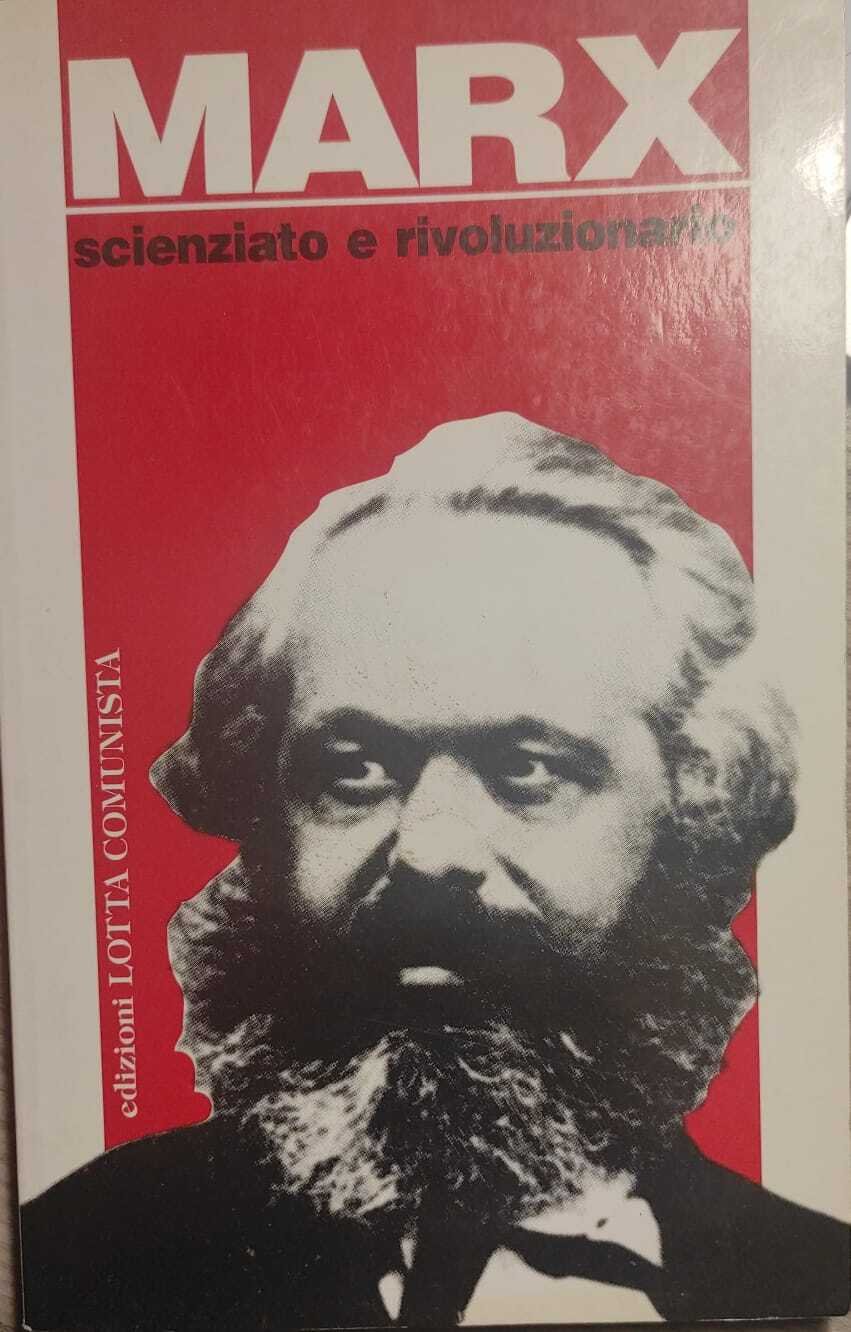 MARX
scienziato e rivoluzionario
edizioni LOTTA COMUNISTA